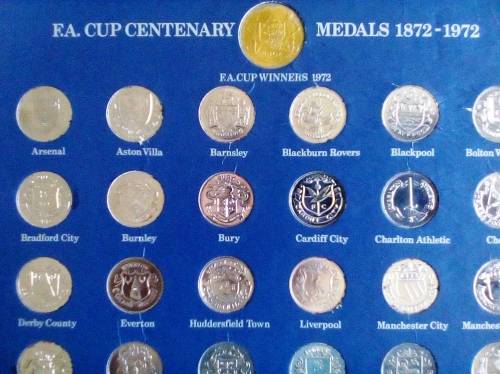 F.A. CUP CENTENARY MEDALS 1872-1972
F.A.CUP WINNERS 1972
Arsenal Aston Villa Barnsley Blackburn Rovers Blackpool Bolton
Bradford City Burnley Bury Cardiff City Charlton Athletic
Derby County Everton Huddersfield Town Liverpool Manchester City